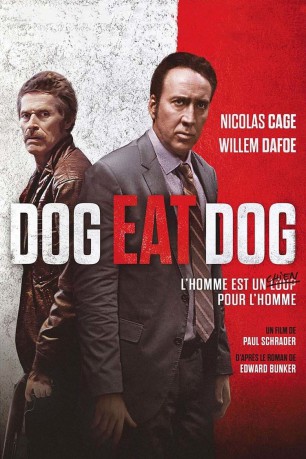 NICOLAS CAGE
WILLEM DAFOE
DOG EAT DOG
CHIEN
L'HOMME EST UN LOUP
POUR L'HOMME
UN FILM DE
PAUL SCHRADER
D'APRÈS LE ROMAN DE
EDWARD BUNKER